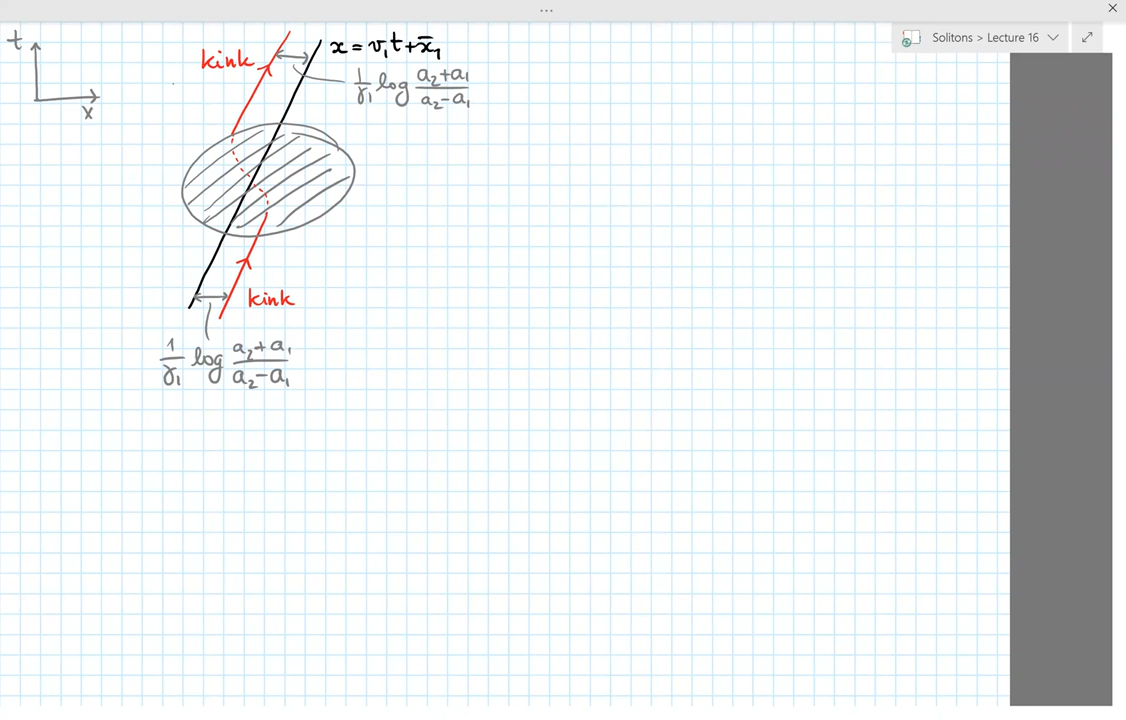 ...
Solitons > Lecture 16
t
x
kink
x = v₁t + x̄₁
1/γ₁ log (a₂+a₁)/(a₂−a₁)
kink
1/γ₁ log (a₂+a₁)/(a₂−a₁)